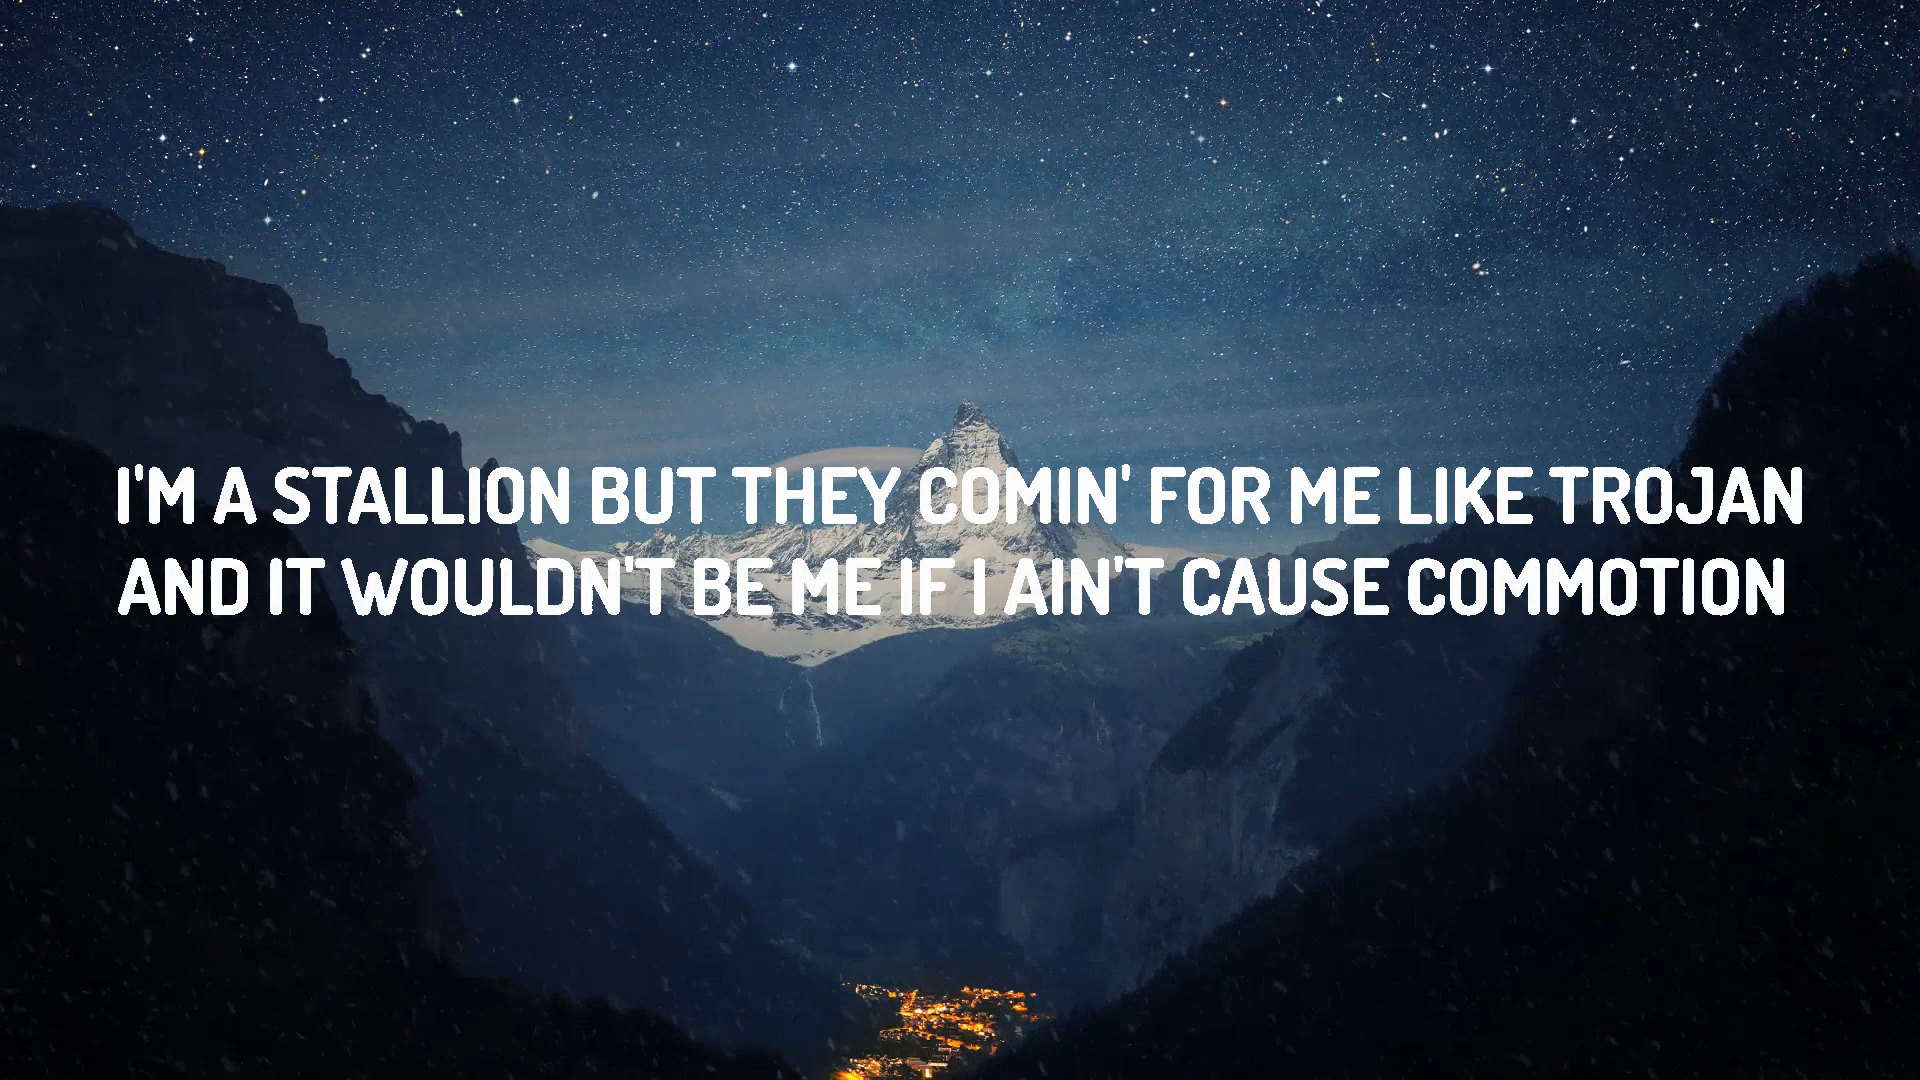 I'M A STALLION BUT THEY COMIN' FOR ME LIKE TROJAN
AND IT WOULDN'T BE ME IF I AIN'T CAUSE COMMOTION